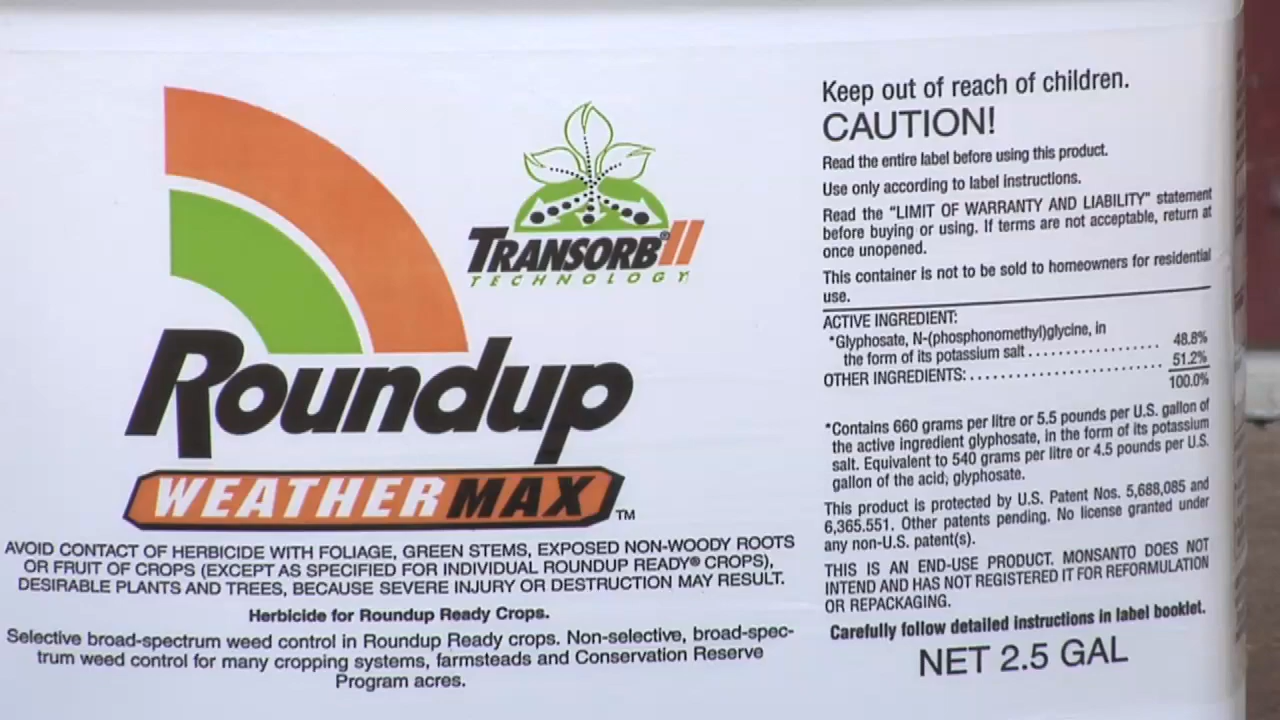 TRANSORB® II
TECHNOLOGY
Roundup
WEATHERMAX™
AVOID CONTACT OF HERBICIDE WITH FOLIAGE, GREEN STEMS, EXPOSED NON-WOODY ROOTS
OR FRUIT OF CROPS (EXCEPT AS SPECIFIED FOR INDIVIDUAL ROUNDUP READY® CROPS),
DESIRABLE PLANTS AND TREES, BECAUSE SEVERE INJURY OR DESTRUCTION MAY RESULT.
Herbicide for Roundup Ready Crops.
Selective broad-spectrum weed control in Roundup Ready crops. Non-selective, broad-spec-
trum weed control for many cropping systems, farmsteads and Conservation Reserve
Program acres.
Keep out of reach of children.
CAUTION!
Read the entire label before using this product.
Use only according to label instructions.
Read the "LIMIT OF WARRANTY AND LIABILITY" statement
before buying or using. If terms are not acceptable, return at
once unopened.
This container is not to be sold to homeowners for residential
use.
ACTIVE INGREDIENT:
*Glyphosate, N-(phosphonomethyl)glycine, in
the form of its potassium salt . . . . . . . . . . . . . . . . . 48.8%
OTHER INGREDIENTS: . . . . . . . . . . . . . . . . . . . . . . . . 51.2%
100.0%
*Contains 660 grams per litre or 5.5 pounds per U.S. gallon of
the active ingredient glyphosate, in the form of its potassium
salt. Equivalent to 540 grams per litre or 4.5 pounds per U.S.
gallon of the acid, glyphosate.
This product is protected by U.S. Patent Nos. 5,688,085 and
6,365.551. Other patents pending. No license granted under
any non-U.S. patent(s).
THIS IS AN END-USE PRODUCT. MONSANTO DOES NOT
INTEND AND HAS NOT REGISTERED IT FOR REFORMULATION
OR REPACKAGING.
Carefully follow detailed instructions in label booklet.
NET 2.5 GAL